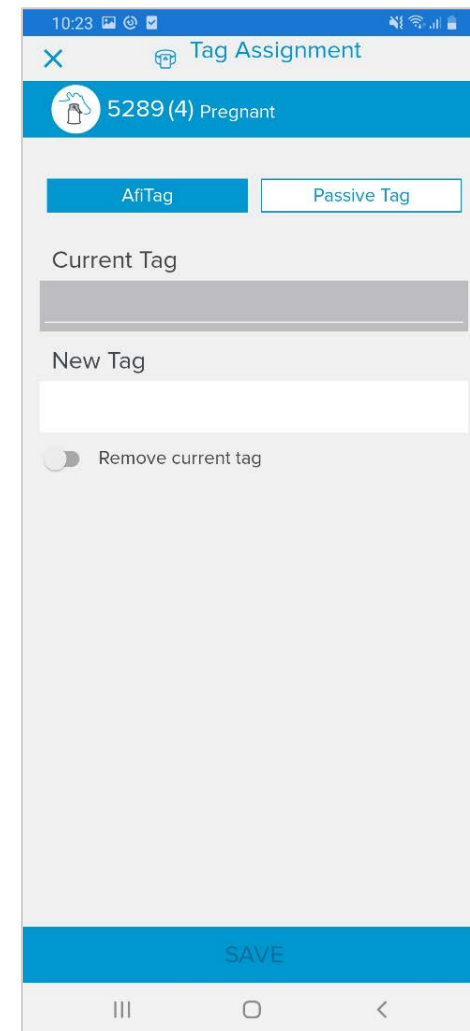 10:23
Tag Assignment
5289 (4) Pregnant
AfiTag Passive Tag
Current Tag
New Tag
Remove current tag
SAVE